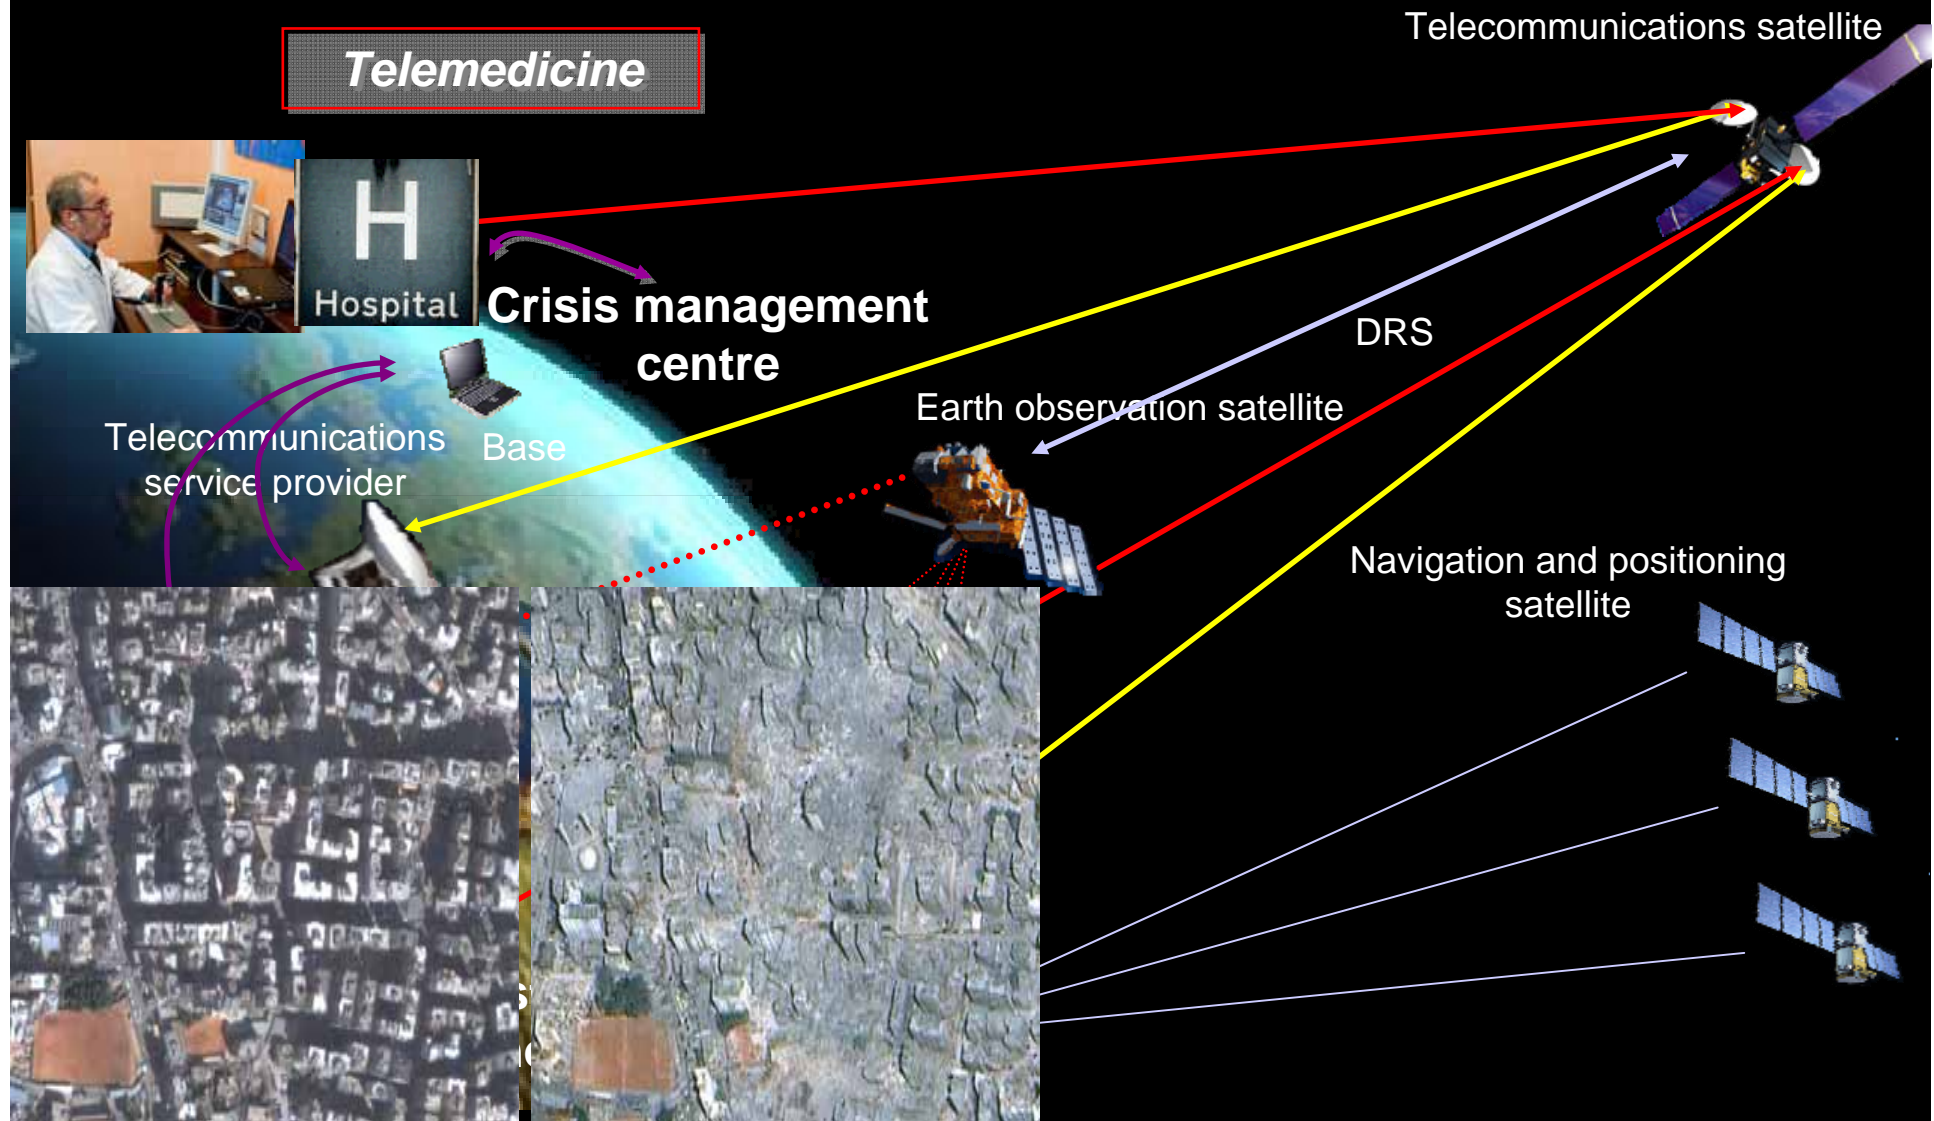 Telecommunications satellite
Telemedicine
H
Hospital
Crisis management
centre
DRS
Earth observation satellite
Telecommunications
service provider
Base
Navigation and positioning
satellite